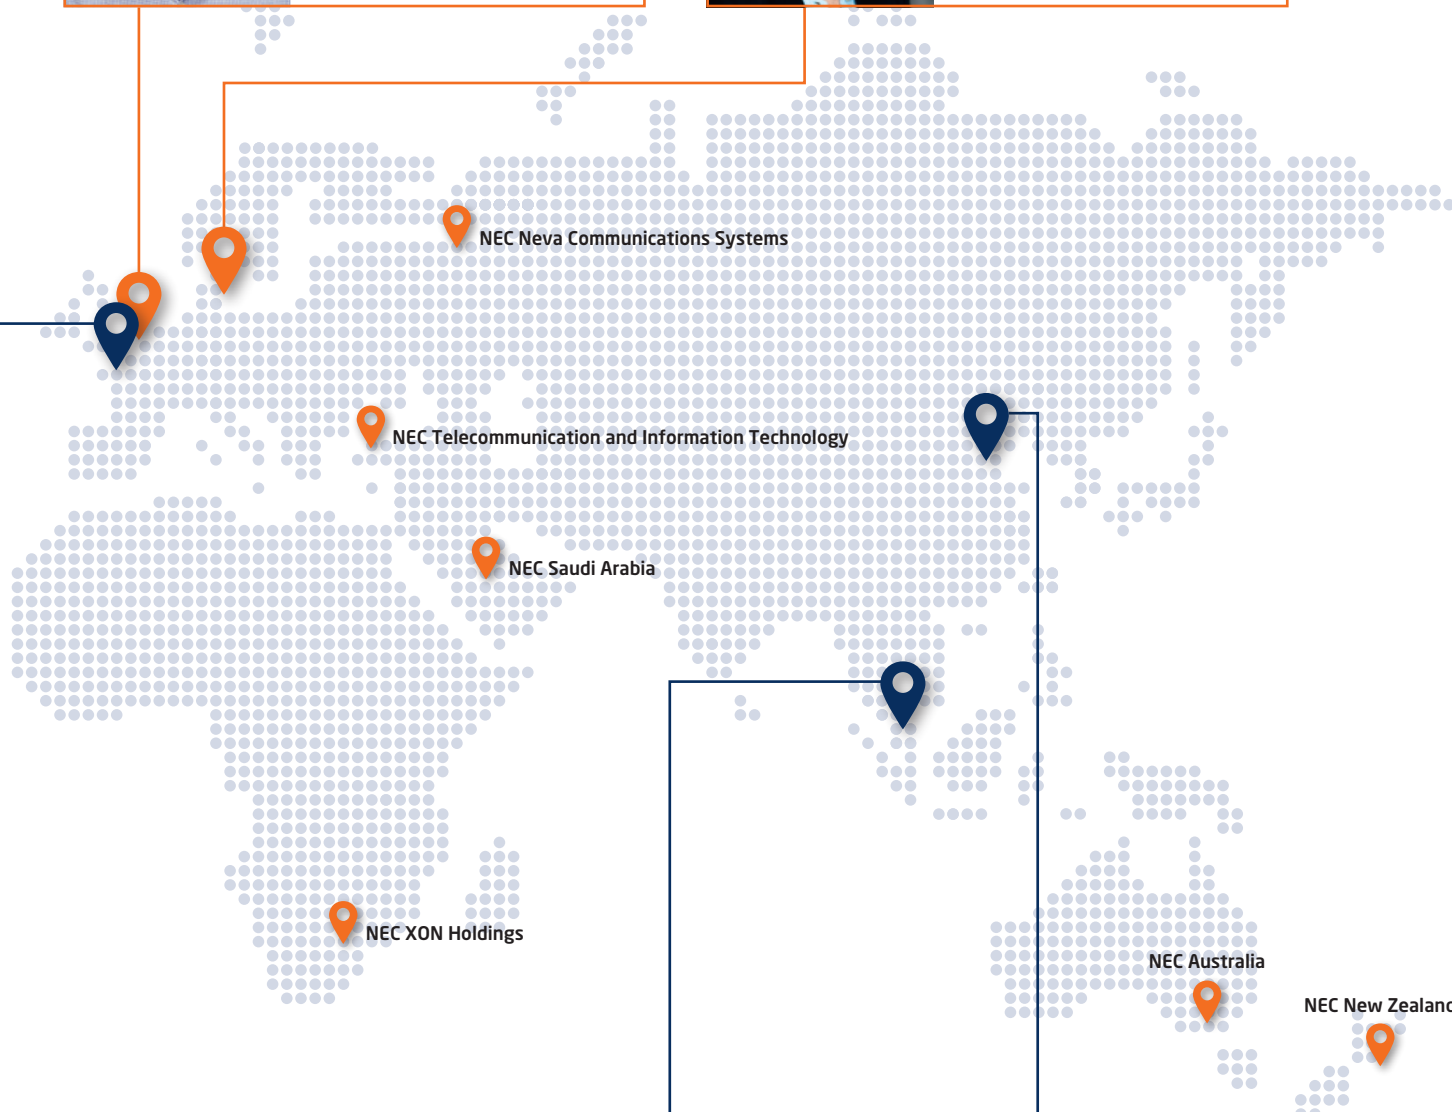 NEC Neva Communications Systems
NEC Telecommunication and Information Technology
NEC Saudi Arabia
NEC XON Holdings
NEC Australia
NEC New Zealand